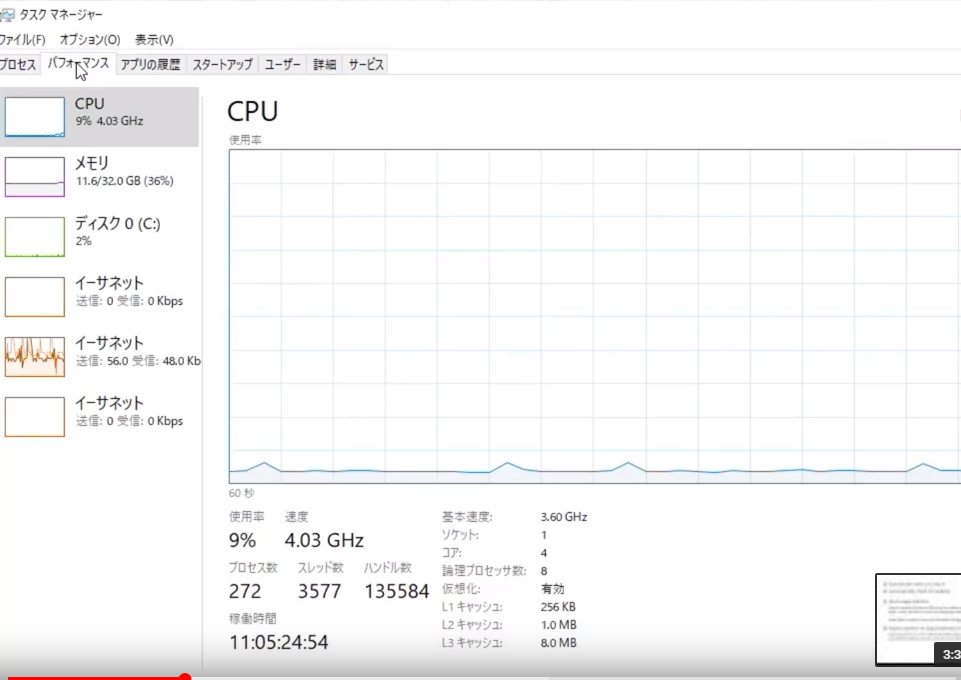 タスク マネージャー
ファイル(F) オプション(O) 表示(V)
プロセス パフォーマンス アプリの履歴 スタートアップ ユーザー 詳細 サービス
CPU
9% 4.03 GHz
メモリ
11.6/32.0 GB (36%)
ディスク 0 (C:)
2%
イーサネット
送信: 0 受信: 0 Kbps
イーサネット
送信: 56.0 受信: 48.0 Kb
イーサネット
送信: 0 受信: 0 Kbps
CPU
使用率
60 秒
使用率 速度
9% 4.03 GHz
プロセス数 スレッド数 ハンドル数
272 3577 135584
稼働時間
11:05:24:54
基本速度: 3.60 GHz
ソケット: 1
コア: 4
論理プロセッサ数: 8
仮想化: 有効
L1 キャッシュ: 256 KB
L2 キャッシュ: 1.0 MB
L3 キャッシュ: 8.0 MB
3:3